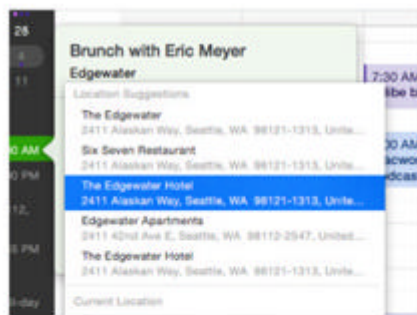 28
11
Brunch with Eric Meyer
Edgewater
Location Suggestions
The Edgewater
2411 Alaskan Way, Seattle, WA 98121-1313, Unite...
Six Seven Restaurant
2411 Alaskan Way, Seattle, WA 98121-1313, Unite...
The Edgewater Hotel
2411 Alaskan Way, Seattle, WA 98121-1313, Unite...
Edgewater Apartments
2411 42nd Ave E, Seattle, WA 98112-2547, United...
The Edgewater Hotel
2411 Alaskan Way, Seattle, WA 98121-1313, Unite...
Current Location
7:30 AM
AM
PM
PM